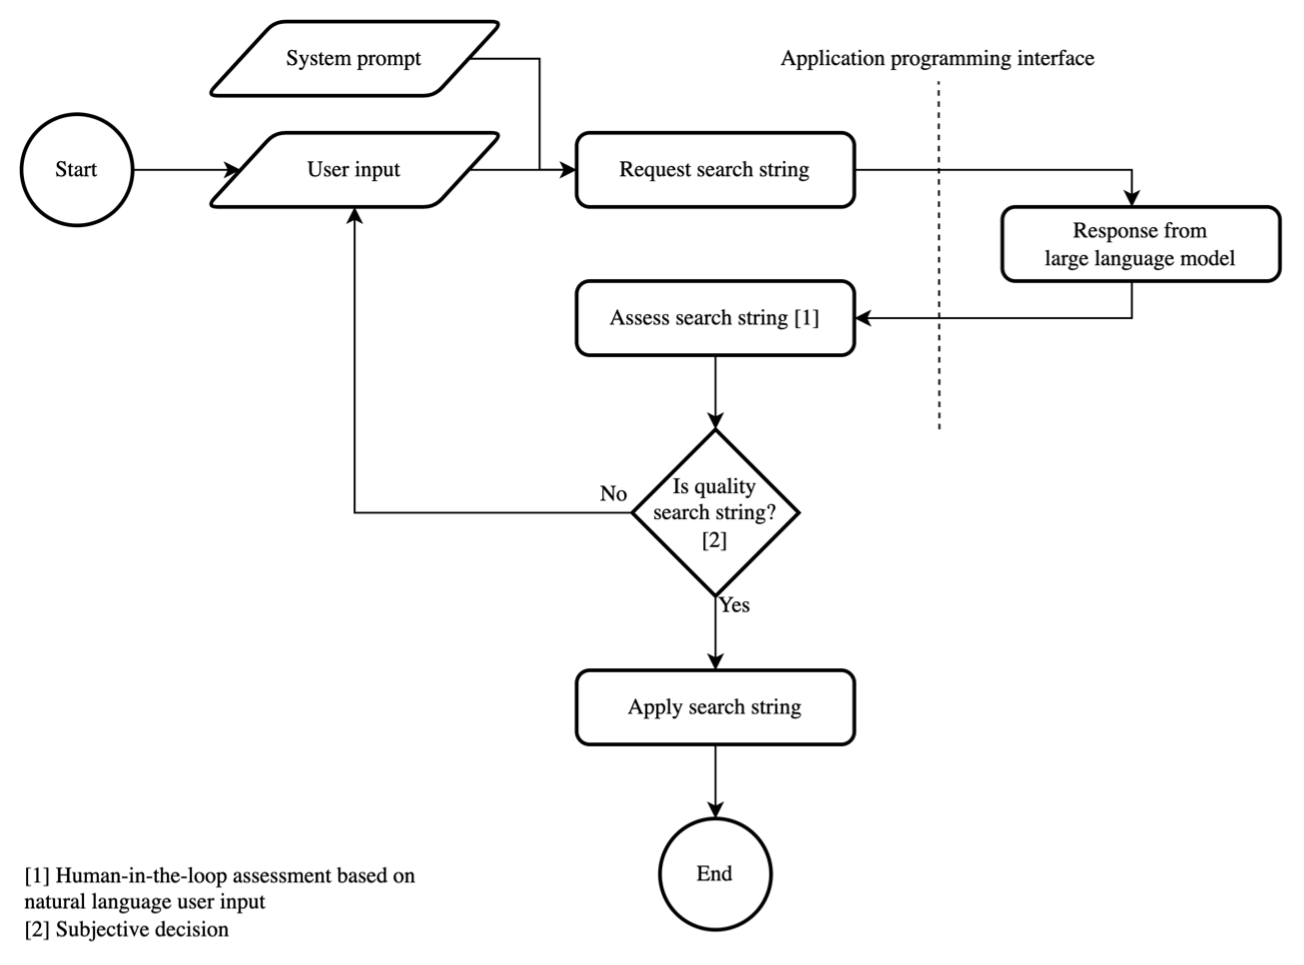 System prompt
Application programming interface
Start
User input
Request search string
Response from
large language model
Assess search string [1]
Is quality
search string?
[2]
No
Yes
Apply search string
End
[1] Human-in-the-loop assessment based on
natural language user input
[2] Subjective decision